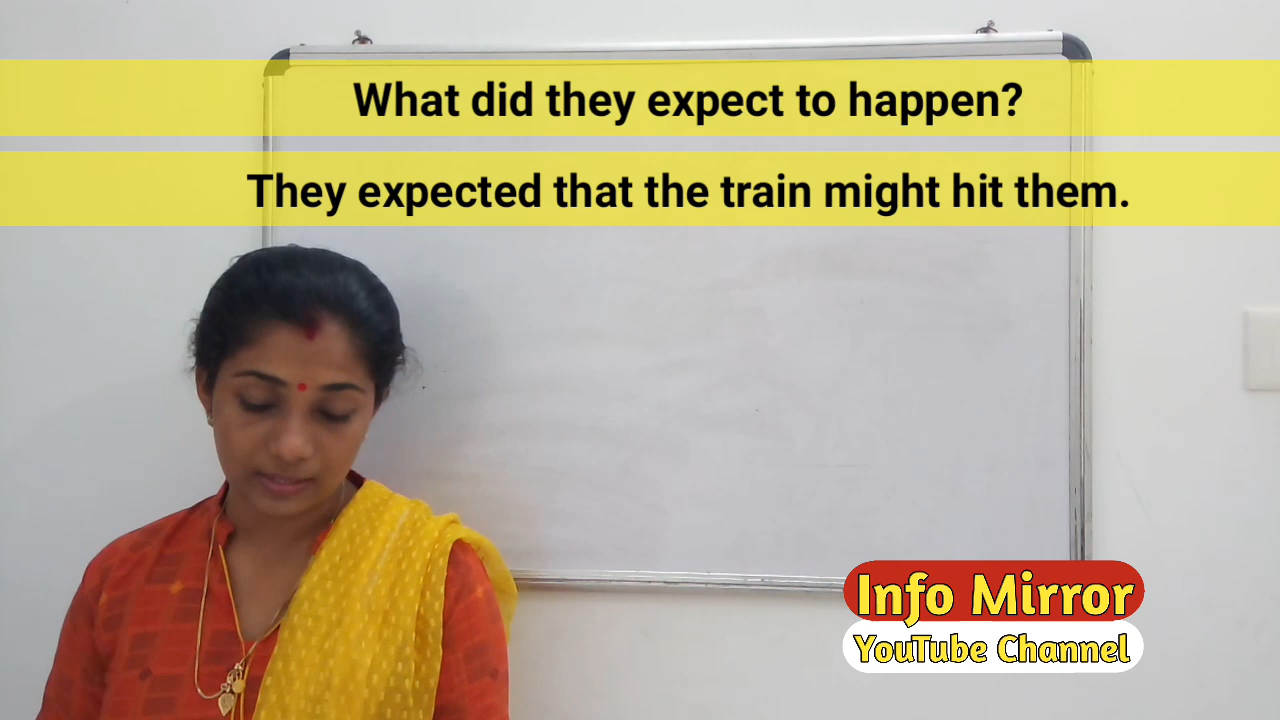 What did they expect to happen?
They expected that the train might hit them.
Info Mirror
YouTube Channel